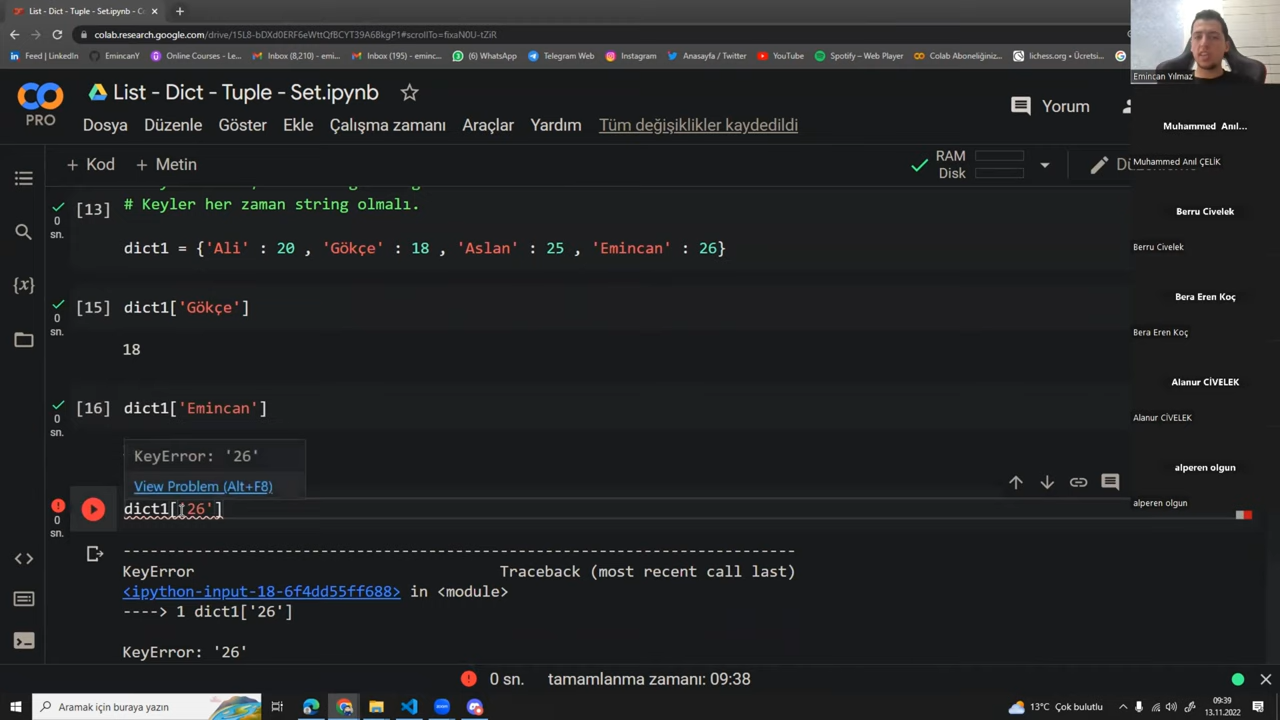 List - Dict - Tuple - Set.ipynb - Co
colab.research.google.com/drive/15L8-bDXd0ERF6eWttQfBCYT39A6BkgP1#scrollTo=fixaN0U-tZiR
Feed | LinkedIn
EmincanY
Online Courses - Le...
Inbox (8,210) - emi...
Inbox (195) - eminc...
(6) WhatsApp
Telegram Web
Instagram
Anasayfa / Twitter
YouTube
Spotify – Web Player
Colab Aboneliğiniz...
lichess.org • Ücretsi...
Emincan Yılmaz
PRO
List - Dict - Tuple - Set.ipynb
Yorum
Dosya Düzenle Göster Ekle Çalışma zamanı Araçlar Yardım Tüm değişiklikler kaydedildi
+ Kod + Metin
RAM
Disk
[13]
0
sn.
# Keyler her zaman string olmalı.
dict1 = {'Ali' : 20 , 'Gökçe' : 18 , 'Aslan' : 25 , 'Emincan' : 26}
[15] dict1['Gökçe']
0
sn.
18
[16] dict1['Emincan']
0
sn.
KeyError: '26'
View Problem (Alt+F8)
dict1['26']
0
sn.
---------------------------------------------------------------------------
KeyError Traceback (most recent call last)
<ipython-input-18-6f4dd55ff688> in <module>
----> 1 dict1['26']
KeyError: '26'
0 sn. tamamlanma zamanı: 09:38
Muhammed Anıl...
Muhammed Anıl ÇELİK
Berru Civelek
Berru Civelek
Bera Eren Koç
Bera Eren Koç
Alanur CİVELEK
Alanur CİVELEK
alperen olgun
alperen olgun
Aramak için buraya yazın
13°C Çok bulutlu
09:39
13.11.2022